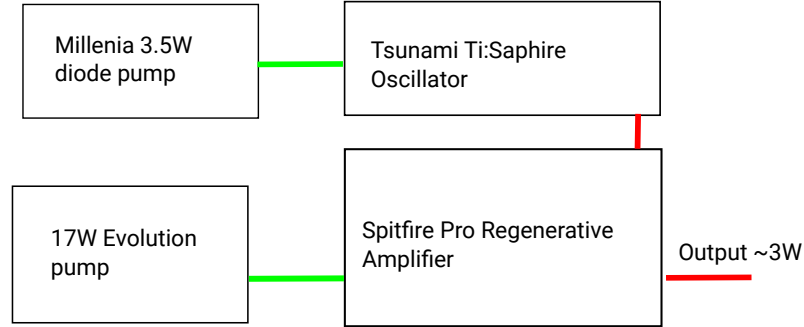 Millenia 3.5W
diode pump
Tsunami Ti:Saphire
Oscillator
17W Evolution
pump
Spitfire Pro Regenerative
Amplifier
Output ~3W